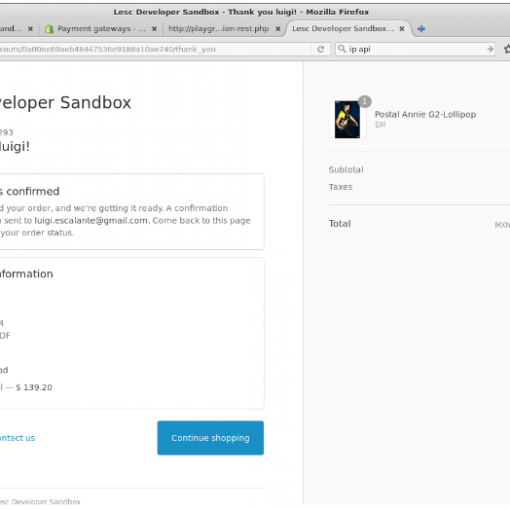 Lesc Developer Sandbox - Thank you luigi! - Mozilla Firefox
and... × Payment gateways - ... × http://playgr...ion-rest.php × Lesc Developer Sandbox... ×
kouts/0a00ee69aeb48447536e9188a10ae740/thank_you
ip api
veloper Sandbox
293
luigi!
s confirmed
d your order, and we're getting it ready. A confirmation
sent to luigi.escalante@gmail.com. Come back to this page
your order status.
nformation
4
DF
od
l — $ 139.20
ontact us
Continue shopping
esc Developer Sandbox
1
Postal Annie G2-Lollipop
SM
Subtotal
Taxes
Total
MXN